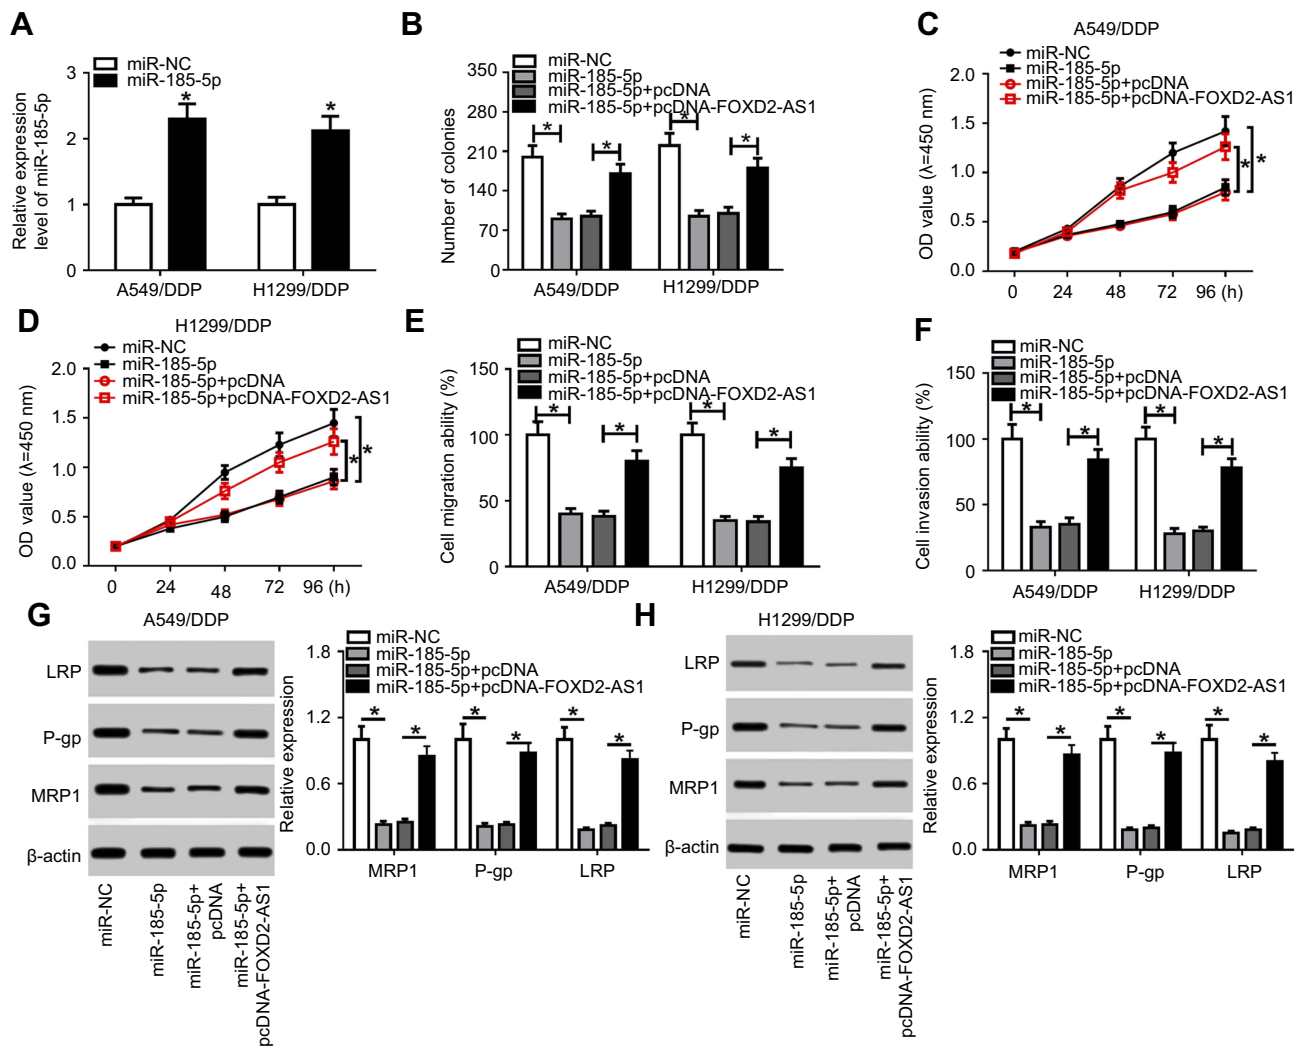 A
miR-NC
miR-185-5p
Relative expression
level of miR-185-5p
3
2
1
0
*
*
A549/DDP
H1299/DDP
B
miR-NC
miR-185-5p
miR-185-5p+pcDNA
miR-185-5p+pcDNA-FOXD2-AS1
Number of colonies
350
280
210
140
70
0
*
*
*
*
A549/DDP
H1299/DDP
C
A549/DDP
miR-NC
miR-185-5p
miR-185-5p+pcDNA
miR-185-5p+pcDNA-FOXD2-AS1
OD value (λ=450 nm)
2.0
1.5
1.0
0.5
0.0
*
*
0 24 48 72 96 (h)
D
H1299/DDP
miR-NC
miR-185-5p
miR-185-5p+pcDNA
miR-185-5p+pcDNA-FOXD2-AS1
OD value (λ=450 nm)
2.0
1.5
1.0
0.5
0.0
*
*
0 24 48 72 96 (h)
E
miR-NC
miR-185-5p
miR-185-5p+pcDNA
miR-185-5p+pcDNA-FOXD2-AS1
Cell migration ability (%)
150
100
50
0
*
*
*
*
A549/DDP
H1299/DDP
F
miR-NC
miR-185-5p
miR-185-5p+pcDNA
miR-185-5p+pcDNA-FOXD2-AS1
Cell invasion ability (%)
150
100
50
0
*
*
*
*
A549/DDP
H1299/DDP
G
A549/DDP
LRP
P-gp
MRP1
β-actin
miR-NC
miR-185-5p
miR-185-5p+
pcDNA
miR-185-5p+
pcDNA-FOXD2-AS1
miR-NC
miR-185-5p
miR-185-5p+pcDNA
miR-185-5p+pcDNA-FOXD2-AS1
Relative expression
1.8
1.2
0.6
0.0
*
*
*
*
*
*
MRP1
P-gp
LRP
H
H1299/DDP
LRP
P-gp
MRP1
β-actin
miR-NC
miR-185-5p
miR-185-5p+
pcDNA
miR-185-5p+
pcDNA-FOXD2-AS1
miR-NC
miR-185-5p
miR-185-5p+pcDNA
miR-185-5p+pcDNA-FOXD2-AS1
Relative expression
1.8
1.2
0.6
0.0
*
*
*
*
*
*
MRP1
P-gp
LRP